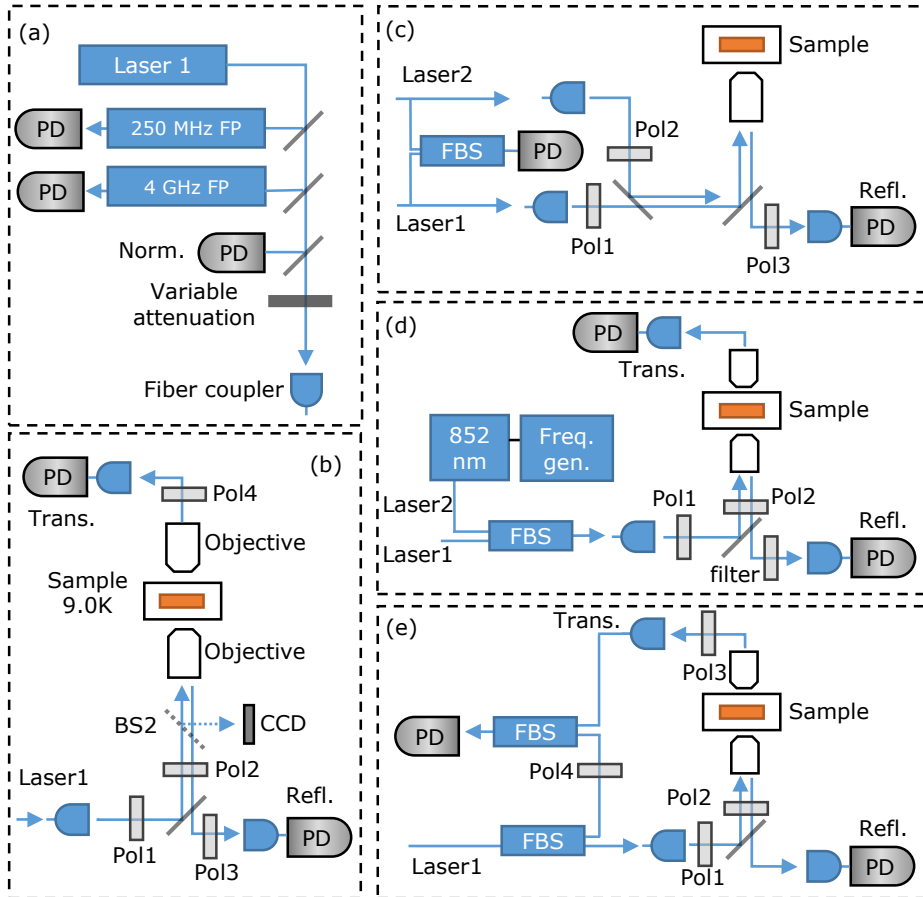 (a)
Laser 1
PD
250 MHz FP
PD
4 GHz FP
Norm.
PD
Variable
attenuation
Fiber coupler
(b)
PD
Pol4
Trans.
Objective
Sample
9.0K
Objective
BS2
CCD
Pol2
Laser1
Refl.
PD
Pol1
Pol3
(c)
Sample
Laser2
Pol2
FBS
PD
Laser1
Pol1
Refl.
PD
Pol3
(d)
PD
Trans.
Sample
852
nm
Freq.
gen.
Laser2
Pol1
Pol2
FBS
Laser1
Refl.
PD
filter
(e)
Trans.
Pol3
Sample
PD
FBS
Pol4
Pol2
FBS
Laser1
Pol1
Refl.
PD